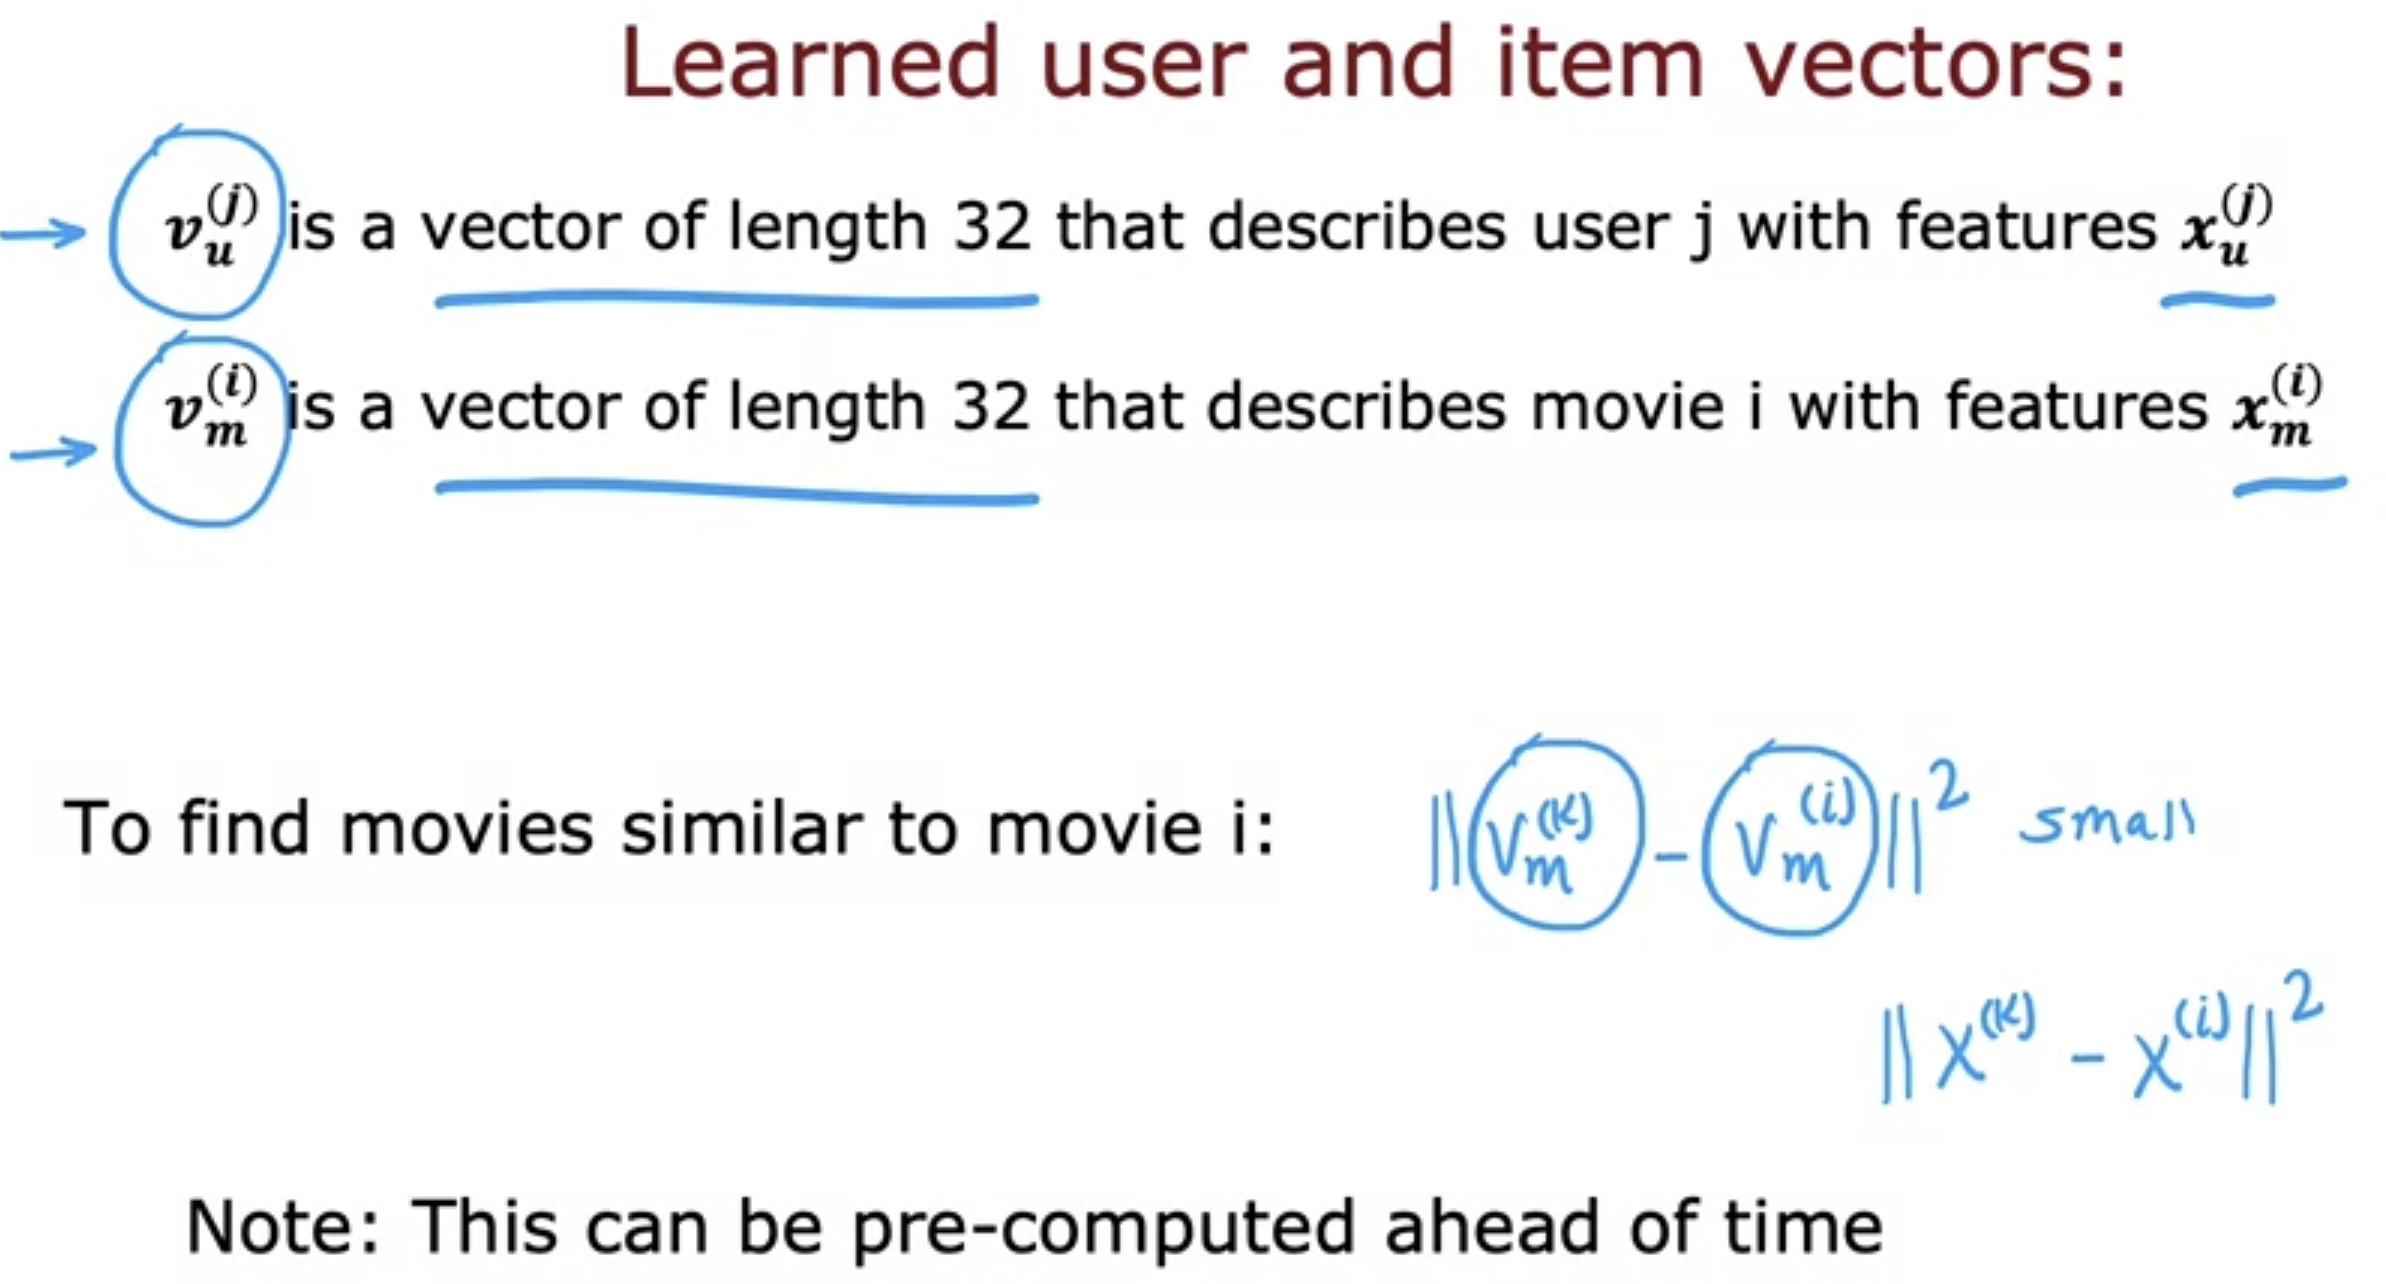 Learned user and item vectors:
v_u^(j) is a vector of length 32 that describes user j with features x_u^(j)
v_m^(i) is a vector of length 32 that describes movie i with features x_m^(i)
To find movies similar to movie i: ||v_m^(k) - v_m^(i)||^2 small
||x^(k) - x^(i)||^2
Note: This can be pre-computed ahead of time